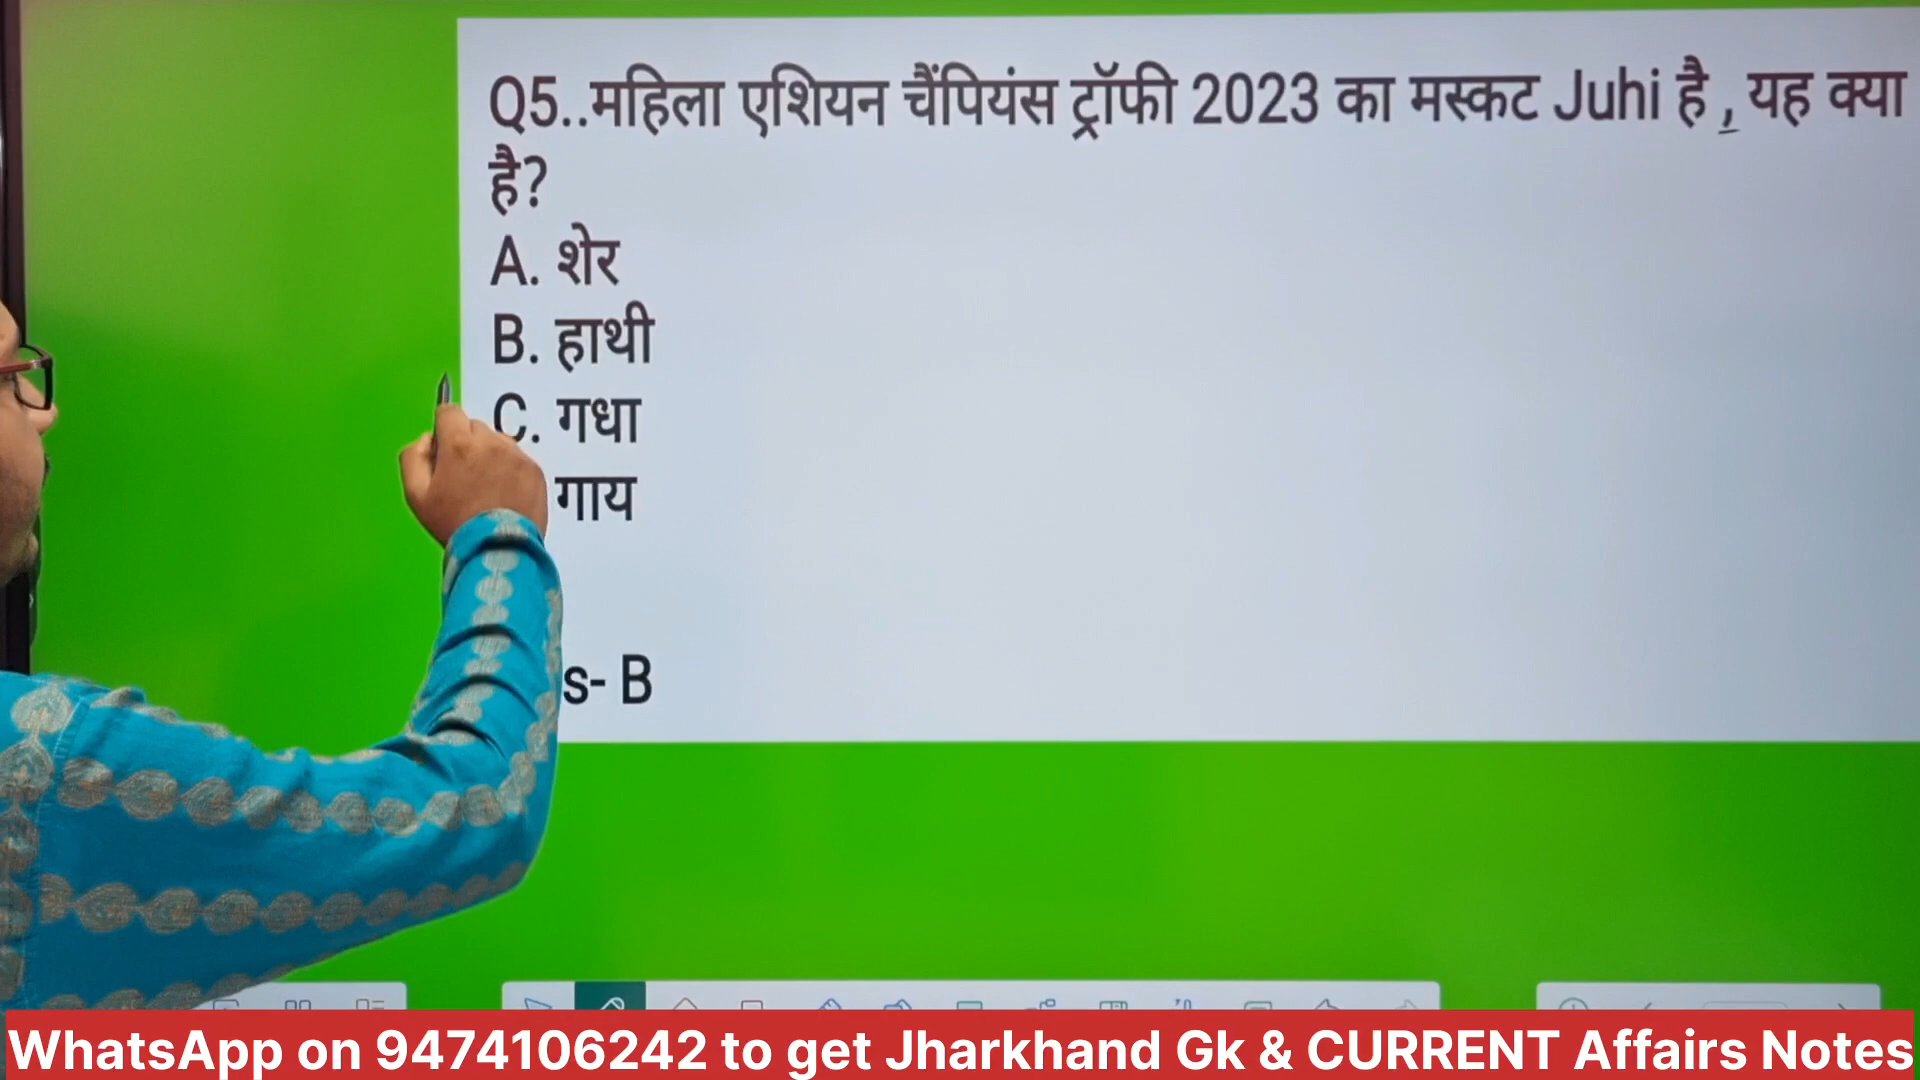 Q5..महिला एशियन चैंपियंस ट्रॉफी 2023 का मस्कट Juhi है , यह क्या
है?
A. शेर
B. हाथी
C. गधा
गाय
s- B
WhatsApp on 9474106242 to get Jharkhand Gk & CURRENT Affairs Notes